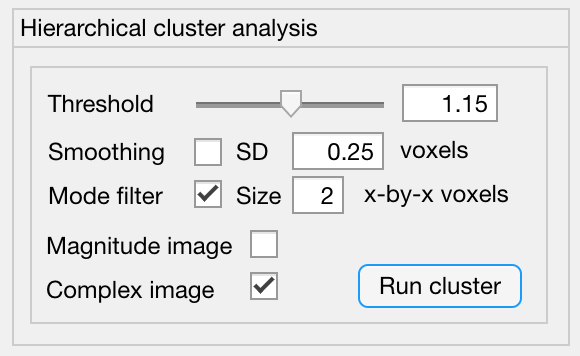 Hierarchical cluster analysis
Threshold 1.15
Smoothing SD 0.25 voxels
Mode filter Size 2 x-by-x voxels
Magnitude image
Complex image Run cluster